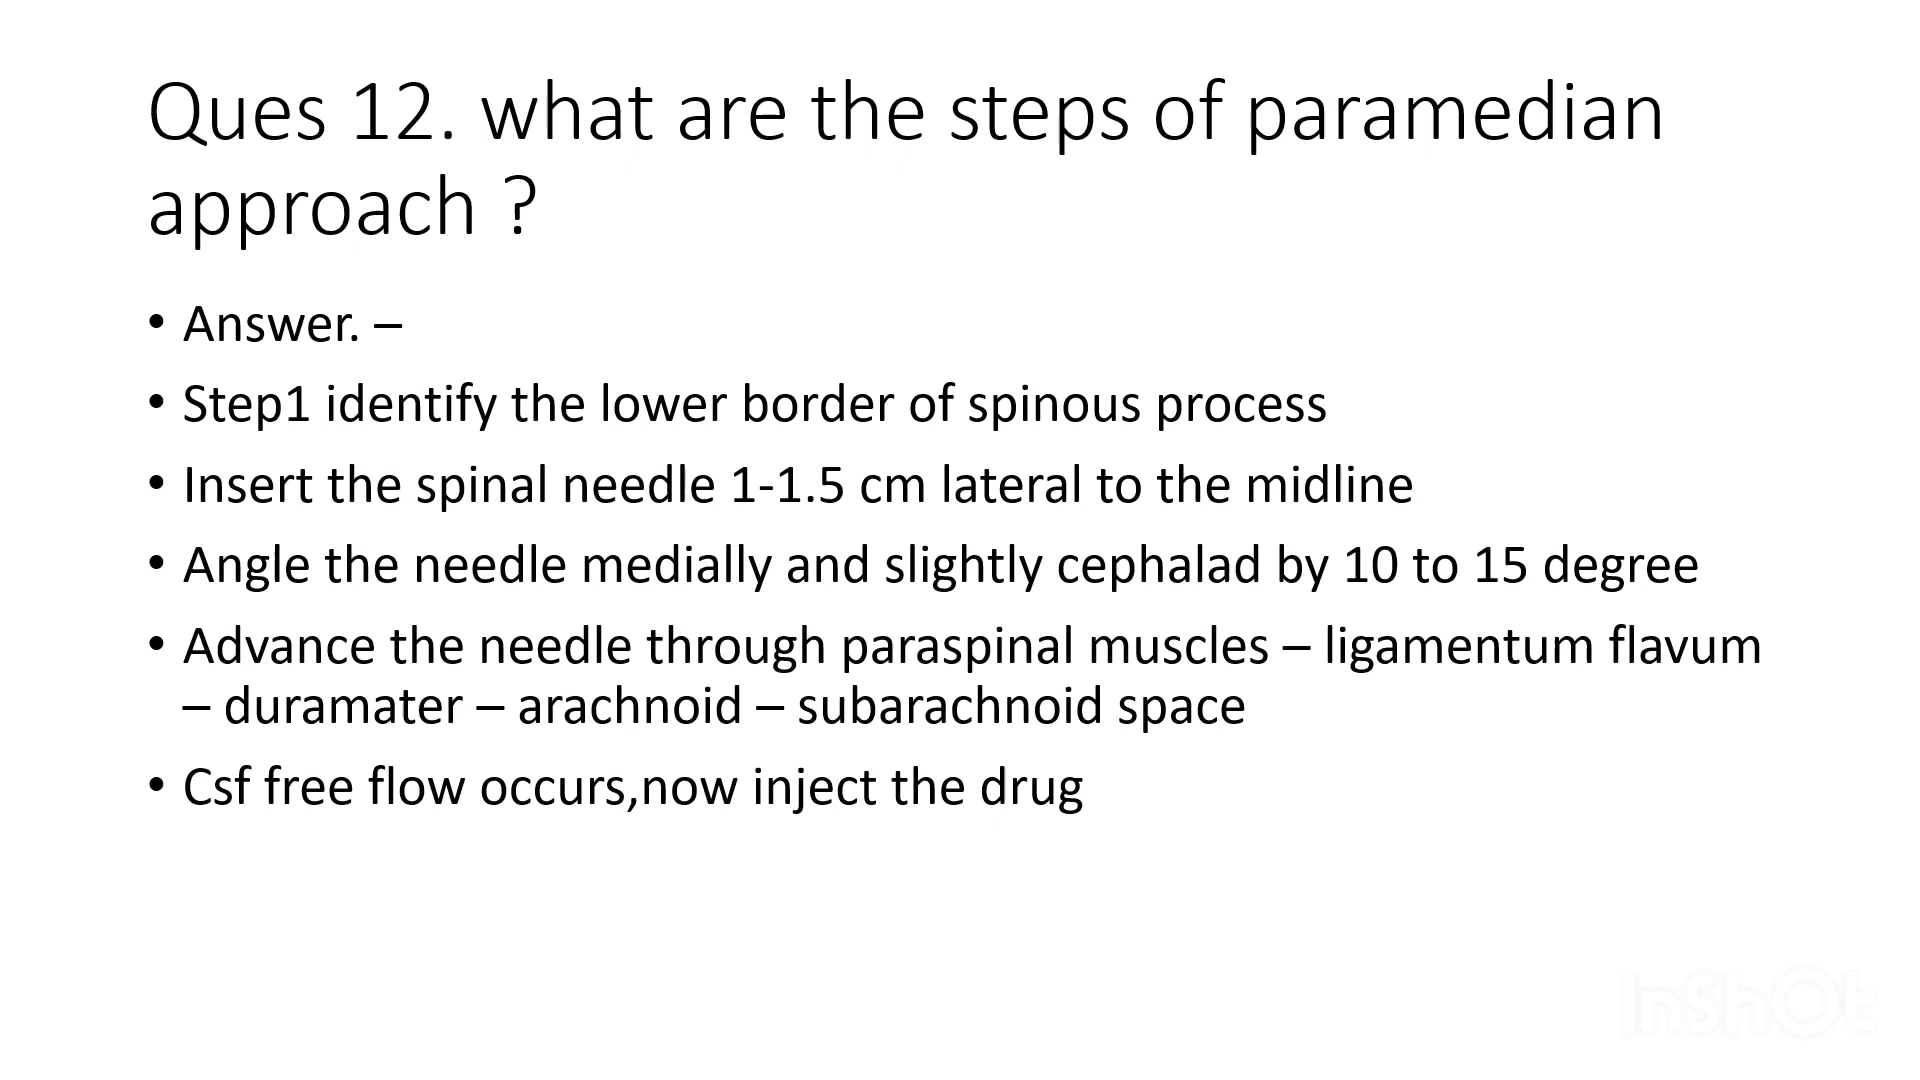 Ques 12. what are the steps of paramedian
approach ?
• Answer. –
• Step1 identify the lower border of spinous process
• Insert the spinal needle 1-1.5 cm lateral to the midline
• Angle the needle medially and slightly cephalad by 10 to 15 degree
• Advance the needle through paraspinal muscles – ligamentum flavum
– duramater – arachnoid – subarachnoid space
• Csf free flow occurs,now inject the drug
InShOt